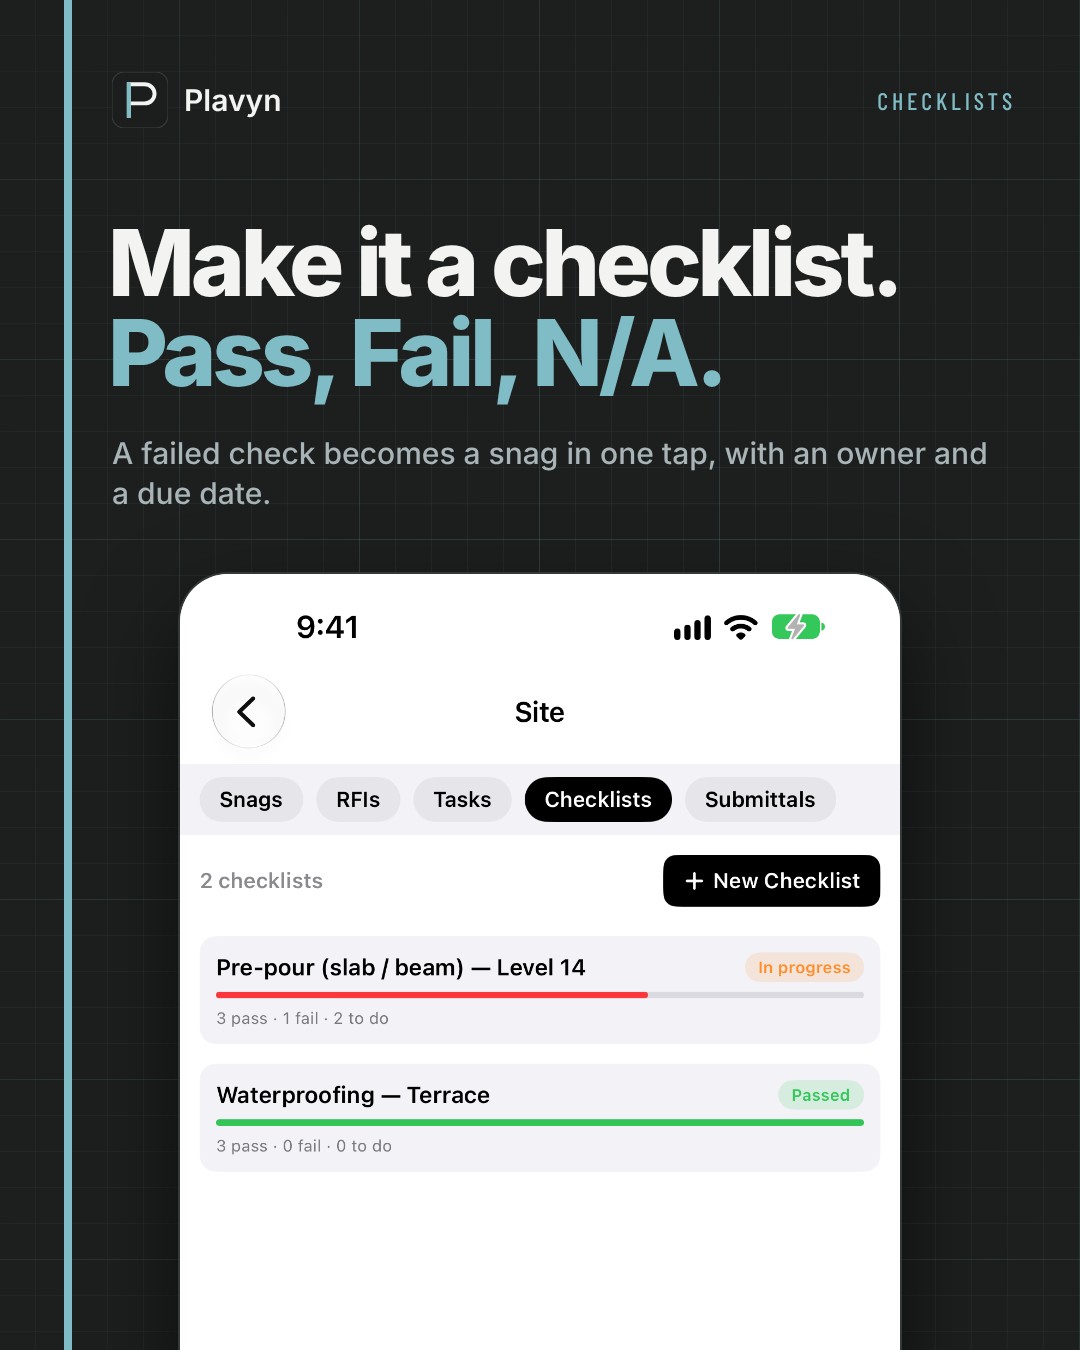 Plavyn
CHECKLISTS
Make it a checklist.
Pass, Fail, N/A.
A failed check becomes a snag in one tap, with an owner and
a due date.
9:41
Site
Snags RFIs Tasks Checklists Submittals
2 checklists
+ New Checklist
Pre-pour (slab / beam) — Level 14
In progress
3 pass · 1 fail · 2 to do
Waterproofing — Terrace
Passed
3 pass · 0 fail · 0 to do